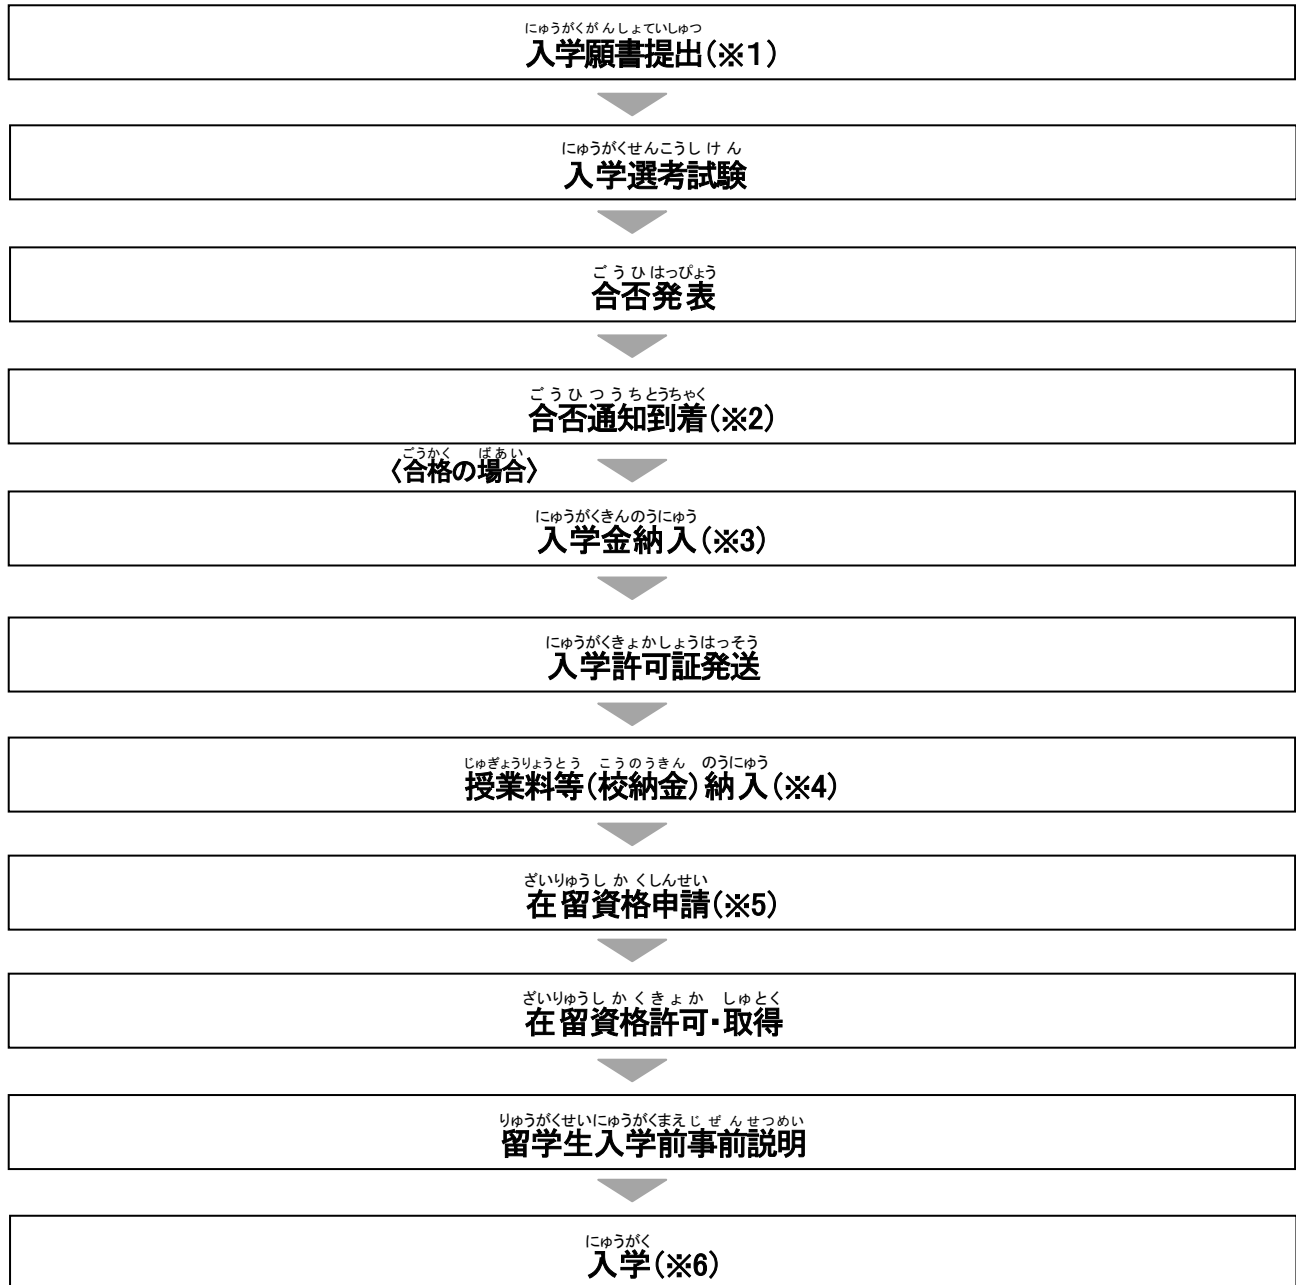 にゅうがくがんしょていしゅつ
入学願書提出(※1)
にゅうがくせんこうしけん
入学選考試験
ごうひはっぴょう
合否発表
ごうひつうちとうちゃく
合否通知到着(※2)
ごうかく ばあい
〈合格の場合〉
にゅうがくきんのうにゅう
入学金納入(※3)
にゅうがくきょかしょうはっそう
入学許可証発送
じゅぎょうりょうとう こうのうきん のうにゅう
授業料等(校納金)納入(※4)
ざいりゅうしかくしんせい
在留資格申請(※5)
ざいりゅうしかくきょか しゅとく
在留資格許可・取得
りゅうがくせいにゅうがくまえじぜんせつめい
留学生入学前事前説明
にゅうがく
入学(※6)